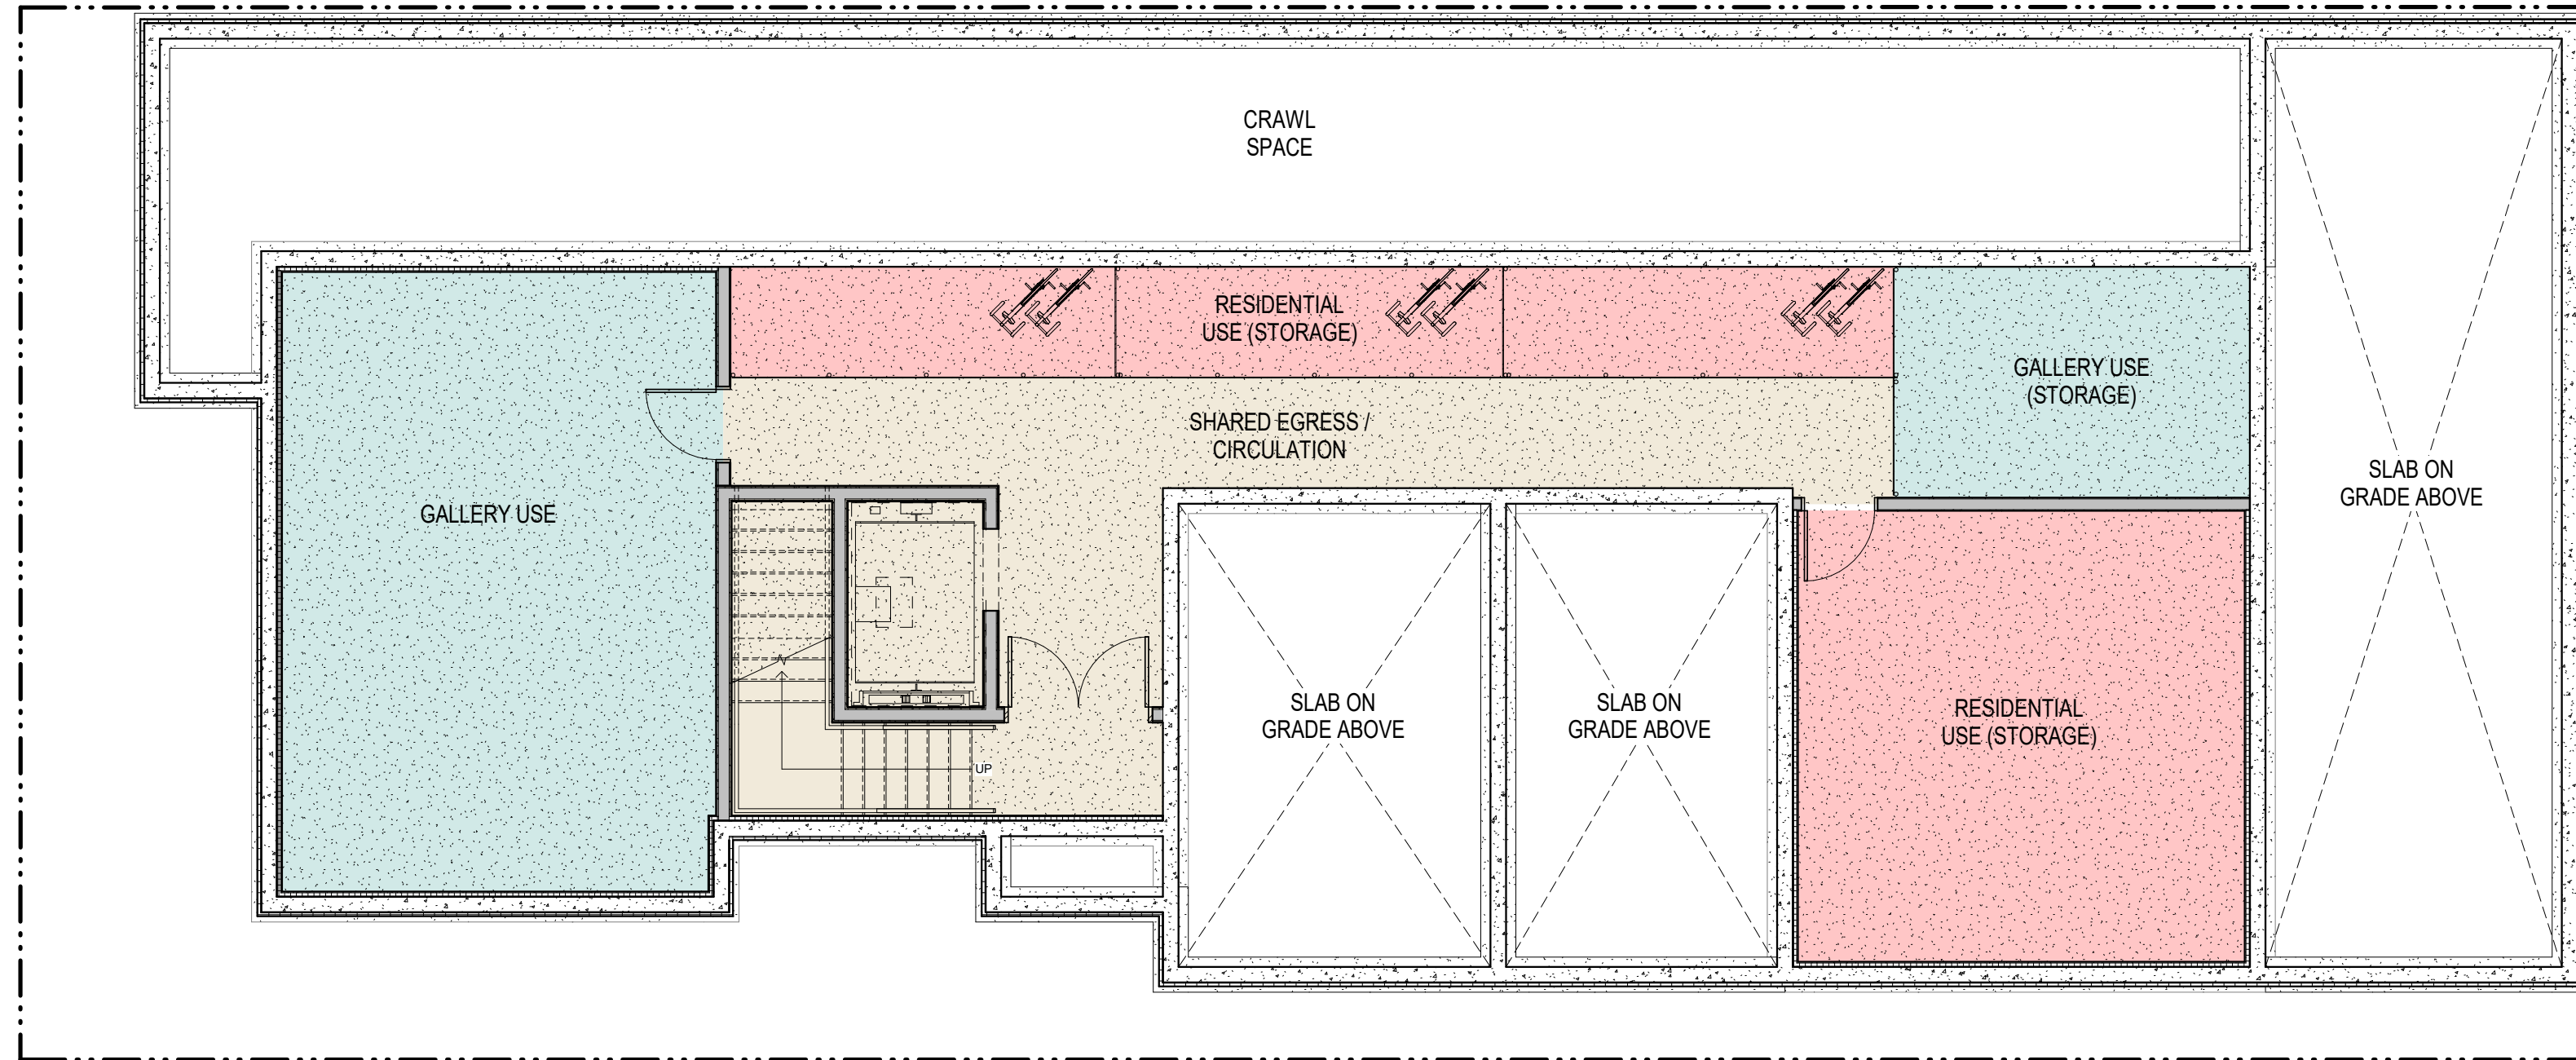 CRAWL
SPACE
RESIDENTIAL
USE (STORAGE)
GALLERY USE
(STORAGE)
SHARED EGRESS /
CIRCULATION
SLAB ON
GRADE ABOVE
GALLERY USE
SLAB ON
GRADE ABOVE
SLAB ON
GRADE ABOVE
RESIDENTIAL
USE (STORAGE)
UP